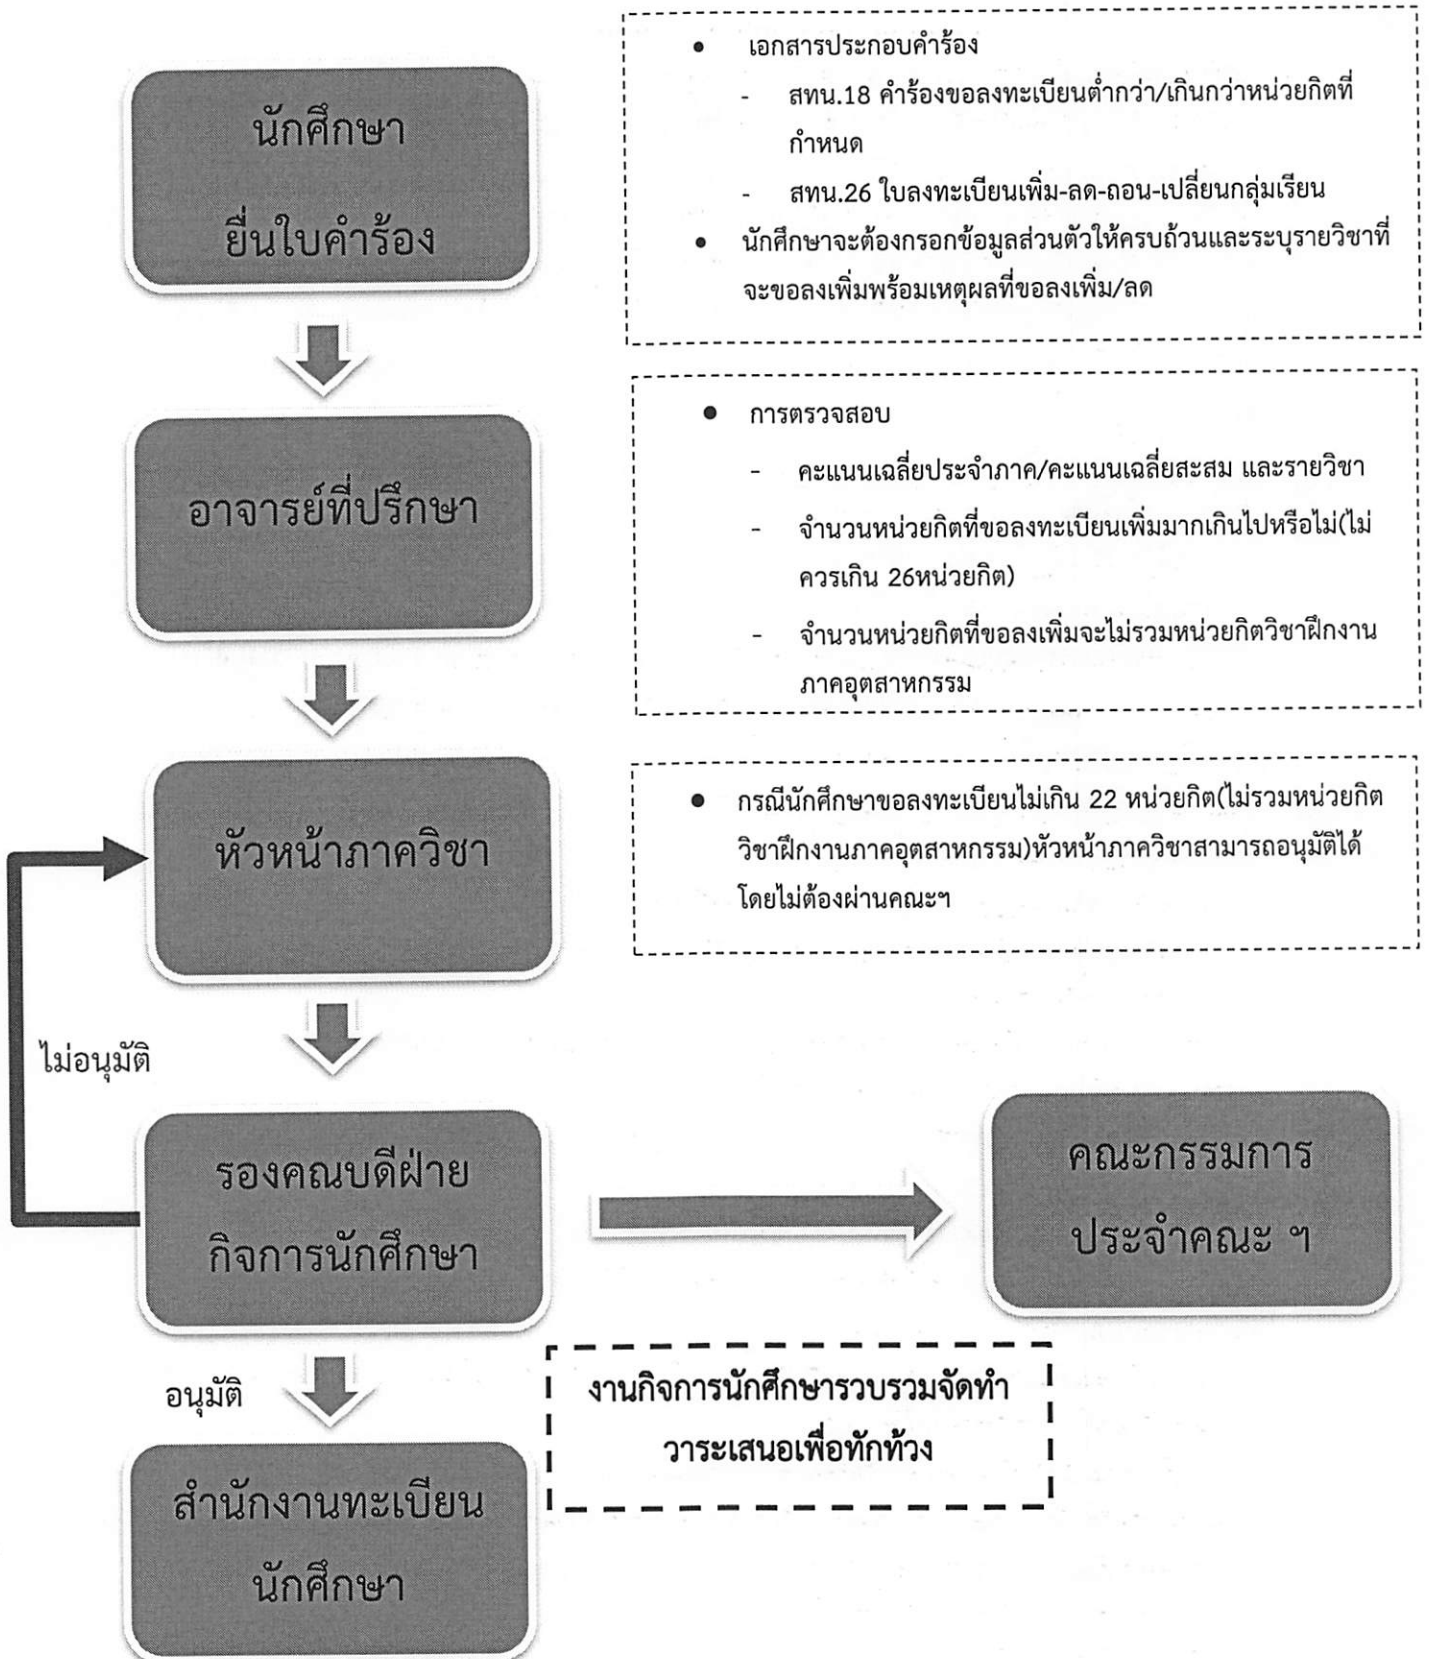 นักศึกษา
ยื่นใบคำร้อง
• เอกสารประกอบคำร้อง
- สทน.18 คำร้องขอลงทะเบียนต่ำกว่า/เกินกว่าหน่วยกิตที่
กำหนด
- สทน.26 ใบลงทะเบียนเพิ่ม-ลด-ถอน-เปลี่ยนกลุ่มเรียน
• นักศึกษาจะต้องกรอกข้อมูลส่วนตัวให้ครบถ้วนและระบุรายวิชาที่
จะขอลงเพิ่มพร้อมเหตุผลที่ขอลงเพิ่ม/ลด
อาจารย์ที่ปรึกษา
• การตรวจสอบ
- คะแนนเฉลี่ยประจำภาค/คะแนนเฉลี่ยสะสม และรายวิชา
- จำนวนหน่วยกิตที่ขอลงทะเบียนเพิ่มมากเกินไปหรือไม่(ไม่
ควรเกิน 26หน่วยกิต)
- จำนวนหน่วยกิตที่ขอลงเพิ่มจะไม่รวมหน่วยกิตวิชาฝึกงาน
ภาคอุตสาหกรรม
หัวหน้าภาควิชา
• กรณีนักศึกษาขอลงทะเบียนไม่เกิน 22 หน่วยกิต(ไม่รวมหน่วยกิต
วิชาฝึกงานภาคอุตสาหกรรม)หัวหน้าภาควิชาสามารถอนุมัติได้
โดยไม่ต้องผ่านคณะฯ
ไม่อนุมัติ
รองคณบดีฝ่าย
กิจการนักศึกษา
คณะกรรมการ
ประจำคณะ ฯ
อนุมัติ
งานกิจการนักศึกษารวบรวมจัดทำ
วาระเสนอเพื่อทักท้วง
สำนักงานทะเบียน
นักศึกษา